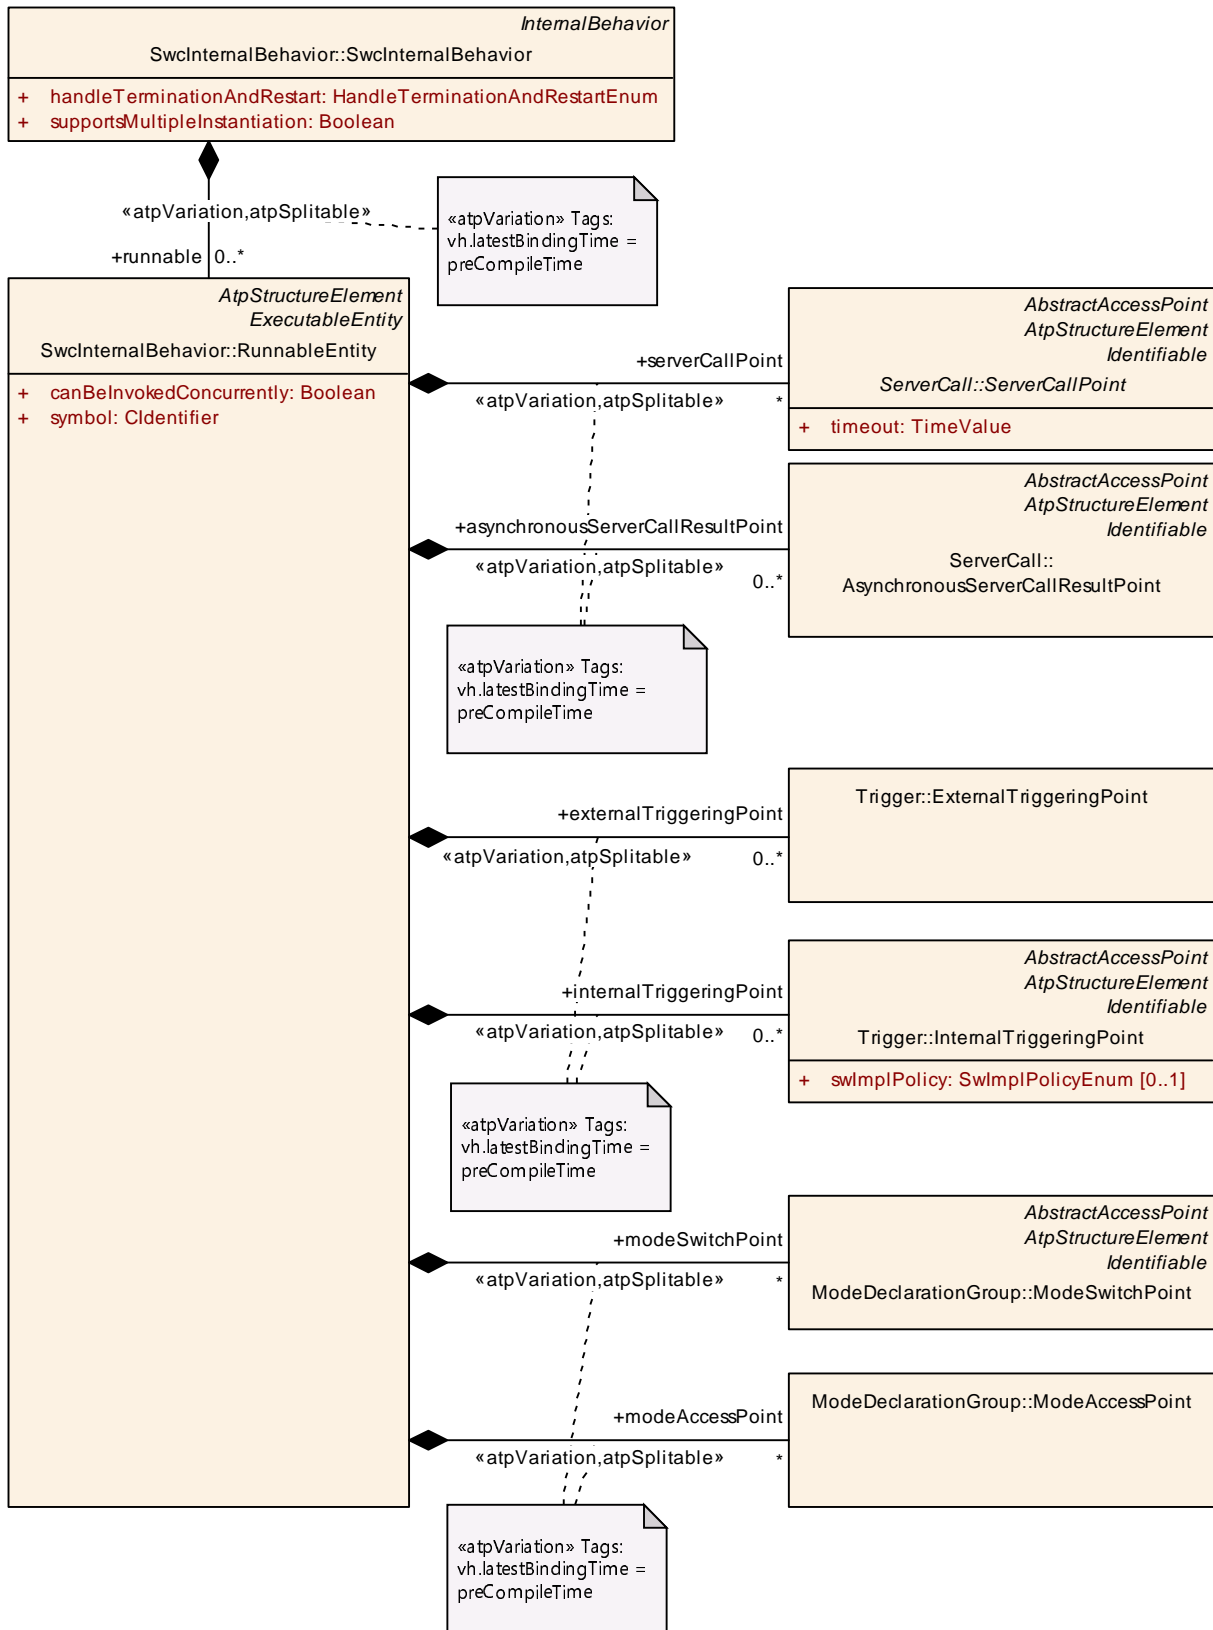 InternalBehavior
SwcInternalBehavior::SwcInternalBehavior
+ handleTerminationAndRestart: HandleTerminationAndRestartEnum
+ supportsMultipleInstantiation: Boolean
«atpVariation,atpSplitable»
+runnable 0..*
«atpVariation» Tags:
vh.latestBindingTime =
preCompileTime
AtpStructureElement
ExecutableEntity
SwcInternalBehavior::RunnableEntity
+ canBeInvokedConcurrently: Boolean
+ symbol: CIdentifier
+serverCallPoint
«atpVariation,atpSplitable» *
AbstractAccessPoint
AtpStructureElement
Identifiable
ServerCall::ServerCallPoint
+ timeout: TimeValue
+asynchronousServerCallResultPoint
«atpVariation,atpSplitable» 0..*
AbstractAccessPoint
AtpStructureElement
Identifiable
ServerCall::
AsynchronousServerCallResultPoint
«atpVariation» Tags:
vh.latestBindingTime =
preCompileTime
+externalTriggeringPoint
«atpVariation,atpSplitable» 0..*
Trigger::ExternalTriggeringPoint
+internalTriggeringPoint
«atpVariation,atpSplitable» 0..*
AbstractAccessPoint
AtpStructureElement
Identifiable
Trigger::InternalTriggeringPoint
+ swImplPolicy: SwImplPolicyEnum [0..1]
«atpVariation» Tags:
vh.latestBindingTime =
preCompileTime
+modeSwitchPoint
«atpVariation,atpSplitable» *
AbstractAccessPoint
AtpStructureElement
Identifiable
ModeDeclarationGroup::ModeSwitchPoint
+modeAccessPoint
«atpVariation,atpSplitable» *
ModeDeclarationGroup::ModeAccessPoint
«atpVariation» Tags:
vh.latestBindingTime =
preCompileTime